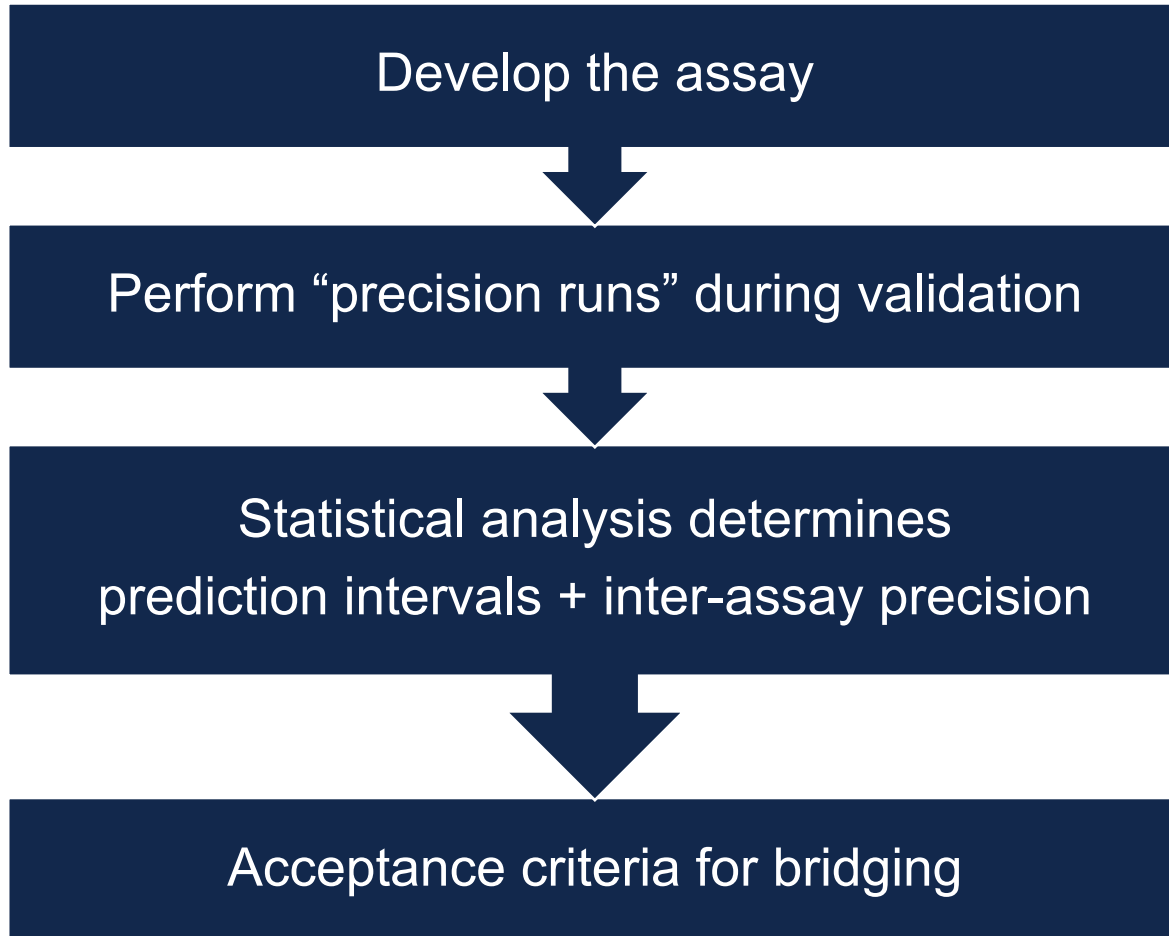 Develop the assay
Perform “precision runs” during validation
Statistical analysis determines
prediction intervals + inter-assay precision
Acceptance criteria for bridging